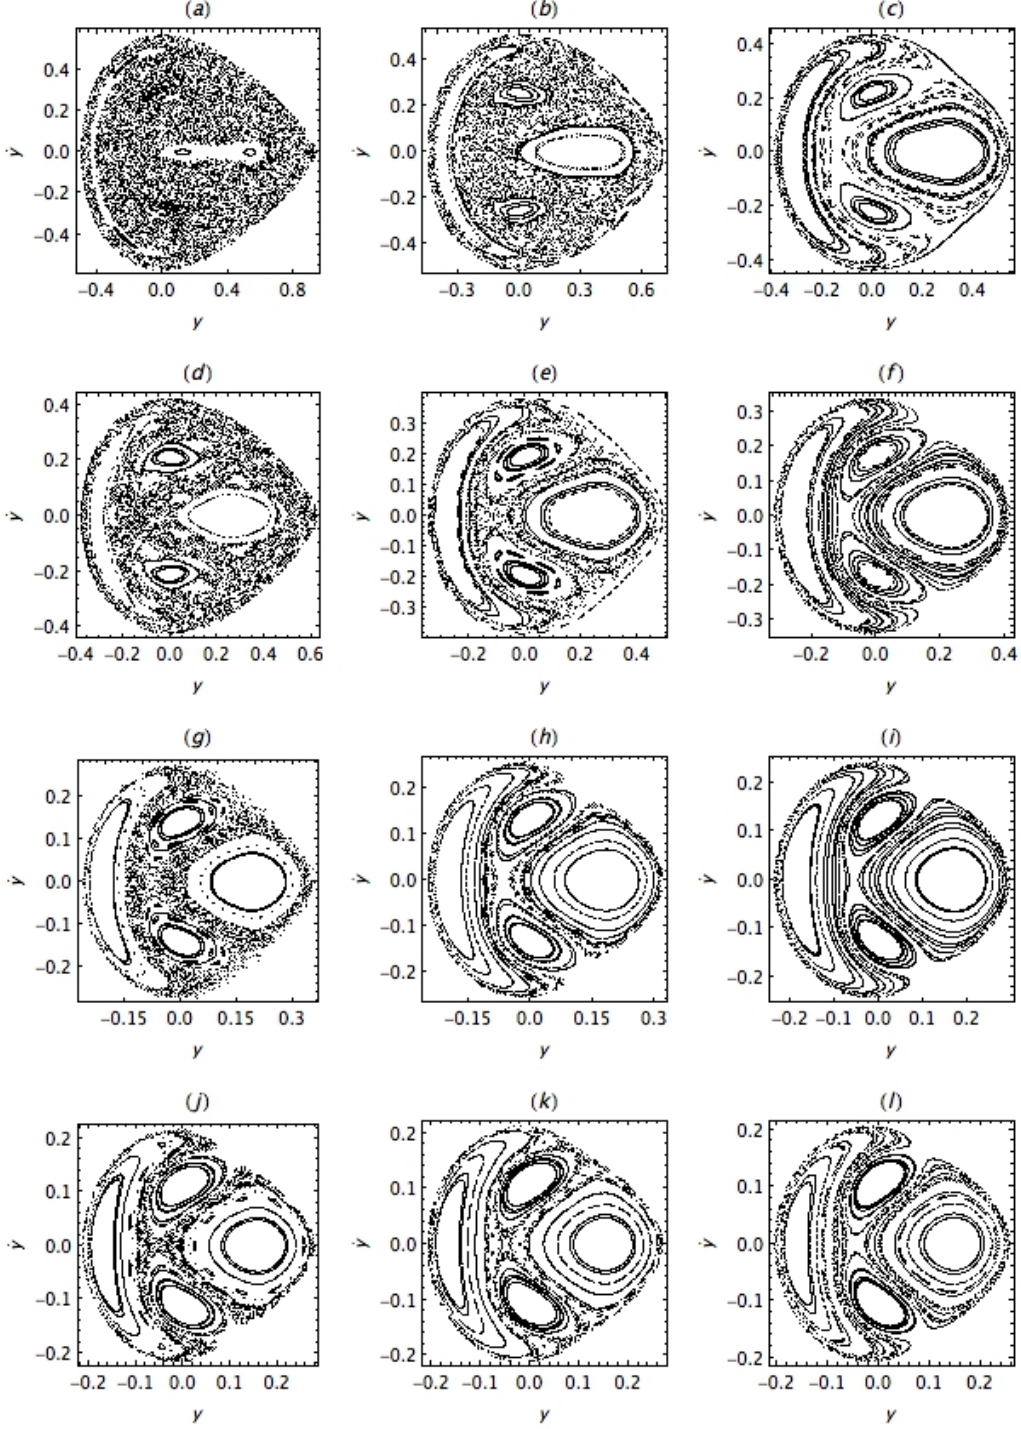 (a) (b) (c)
0.4 0.4 0.4
0.2 0.2 0.2
ẏ 0.0 ẏ 0.0 ẏ 0.0
−0.2 −0.2 −0.2
−0.4 −0.4 −0.4
−0.4 0.0 0.4 0.8 −0.3 0.0 0.3 0.6 −0.4 −0.2 0.0 0.2 0.4
y y y
(d) (e) (f)
0.4 0.3 0.3
0.2 0.2 0.2
0.1 0.1
ẏ 0.0 ẏ 0.0 ẏ 0.0
−0.1 −0.1
−0.2 −0.2 −0.2
−0.4 −0.3 −0.3
−0.4 −0.2 0.0 0.2 0.4 0.6 −0.2 0.0 0.2 0.4 −0.2 0.0 0.2 0.4
y y y
(g) (h) (i)
0.2 0.2 0.2
0.1 0.1 0.1
ẏ 0.0 ẏ 0.0 ẏ 0.0
−0.1 −0.1 −0.1
−0.2 −0.2 −0.2
−0.15 0.0 0.15 0.3 −0.15 0.0 0.15 0.3 −0.2 −0.1 0.0 0.1 0.2
y y y
(j) (k) (l)
0.2 0.2 0.2
0.1 0.1 0.1
ẏ 0.0 ẏ 0.0 ẏ 0.0
−0.1 −0.1 −0.1
−0.2 −0.2 −0.2
−0.2 −0.1 0.0 0.1 0.2 −0.2 −0.1 0.0 0.1 0.2 −0.2 −0.1 0.0 0.1 0.2
y y y